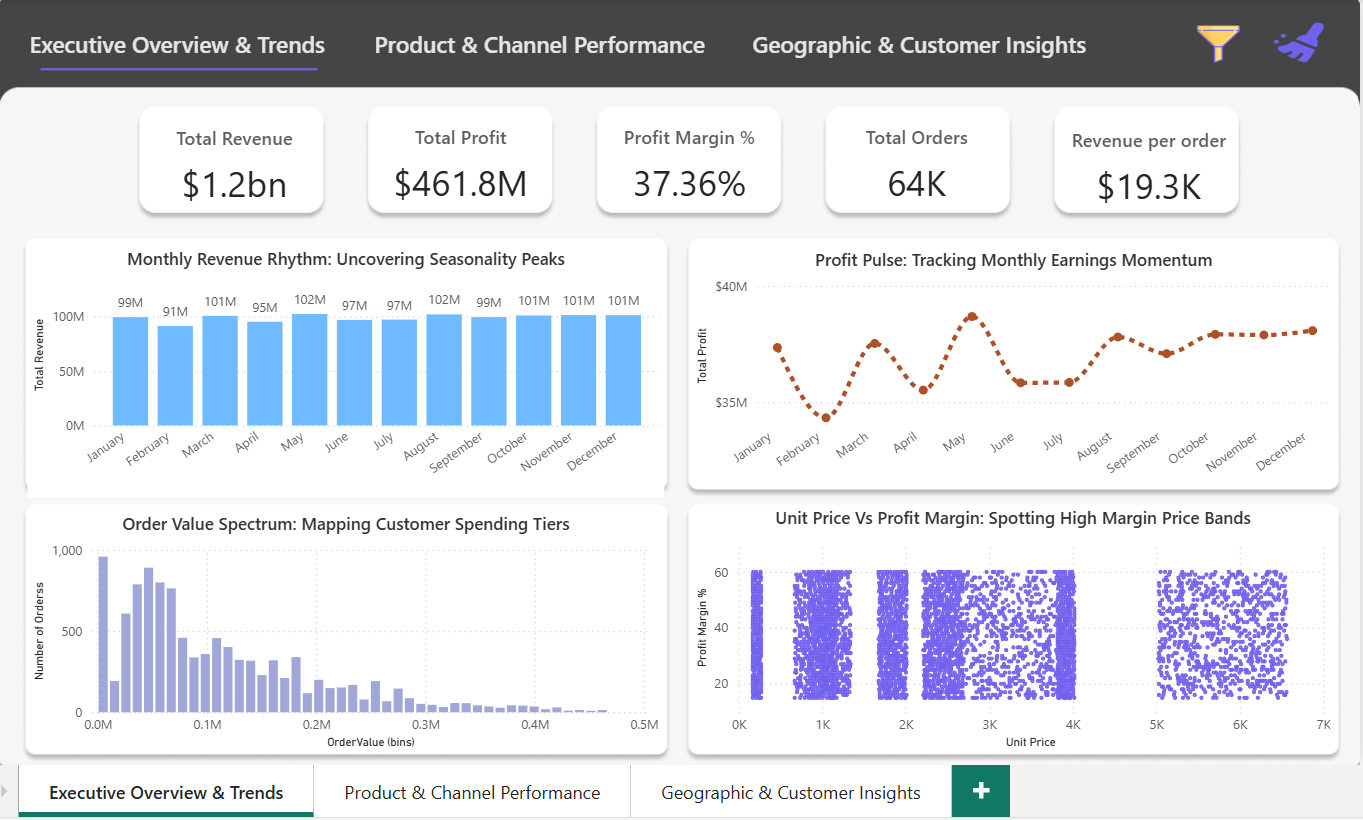 Executive Overview & Trends
Product & Channel Performance
Geographic & Customer Insights
Total Revenue
$1.2bn
Total Profit
$461.8M
Profit Margin %
37.36%
Total Orders
64K
Revenue per order
$19.3K
Monthly Revenue Rhythm: Uncovering Seasonality Peaks
Total Revenue
100M
50M
0M
99M
91M
101M
95M
102M
97M
97M
102M
99M
101M
101M
101M
January
February
March
April
May
June
July
August
September
October
November
December
Profit Pulse: Tracking Monthly Earnings Momentum
Total Profit
$40M
$35M
January
February
March
April
May
June
July
August
September
October
November
December
Order Value Spectrum: Mapping Customer Spending Tiers
Number of Orderss
1,000
500
0
0.0M
0.1M
0.2M
0.3M
0.4M
0.5M
OrderValue (bins)
Unit Price Vs Profit Margin: Spotting High Margin Price Bands
Profit Margin %
60
40
20
0K
1K
2K
3K
4K
5K
6K
7K
Unit Price
Executive Overview & Trends
Product & Channel Performance
Geographic & Customer Insights
+